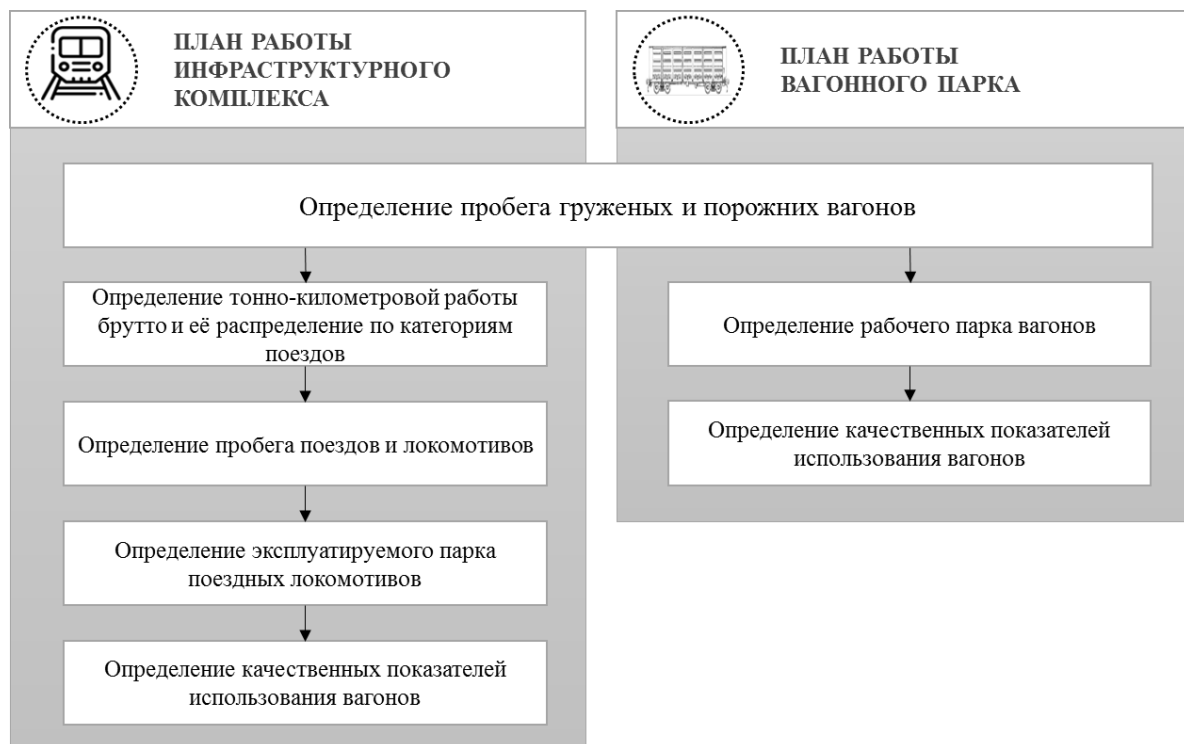 ПЛАН РАБОТЫ
ИНФРАСТРУКТУРНОГО
КОМПЛЕКСА
ПЛАН РАБОТЫ
ВАГОННОГО ПАРКА
Определение пробега груженых и порожних вагонов
Определение тонно-километровой работы
брутто и её распределение по категориям
поездов
Определение пробега поездов и локомотивов
Определение эксплуатируемого парка
поездных локомотивов
Определение качественных показателей
использования вагонов
Определение рабочего парка вагонов
Определение качественных показателей
использования вагонов